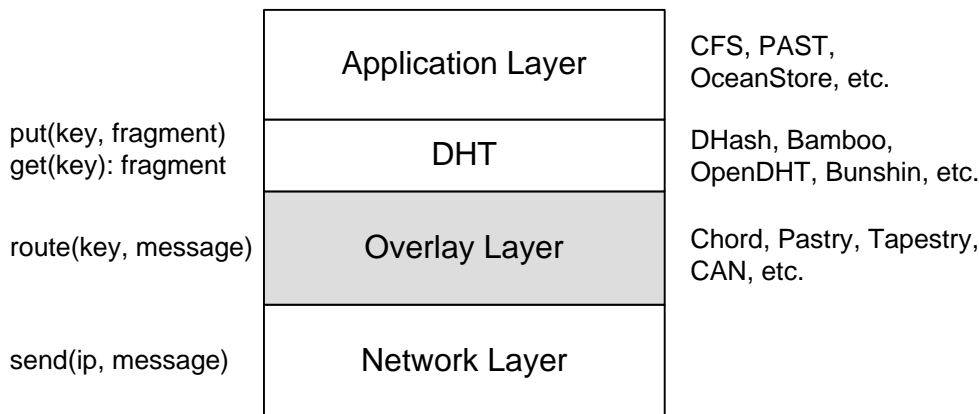 Application Layer
CFS, PAST,
OceanStore, etc.
put(key, fragment)
get(key): fragment
DHT
DHash, Bamboo,
OpenDHT, Bunshin, etc.
route(key, message)
Overlay Layer
Chord, Pastry, Tapestry,
CAN, etc.
send(ip, message)
Network Layer